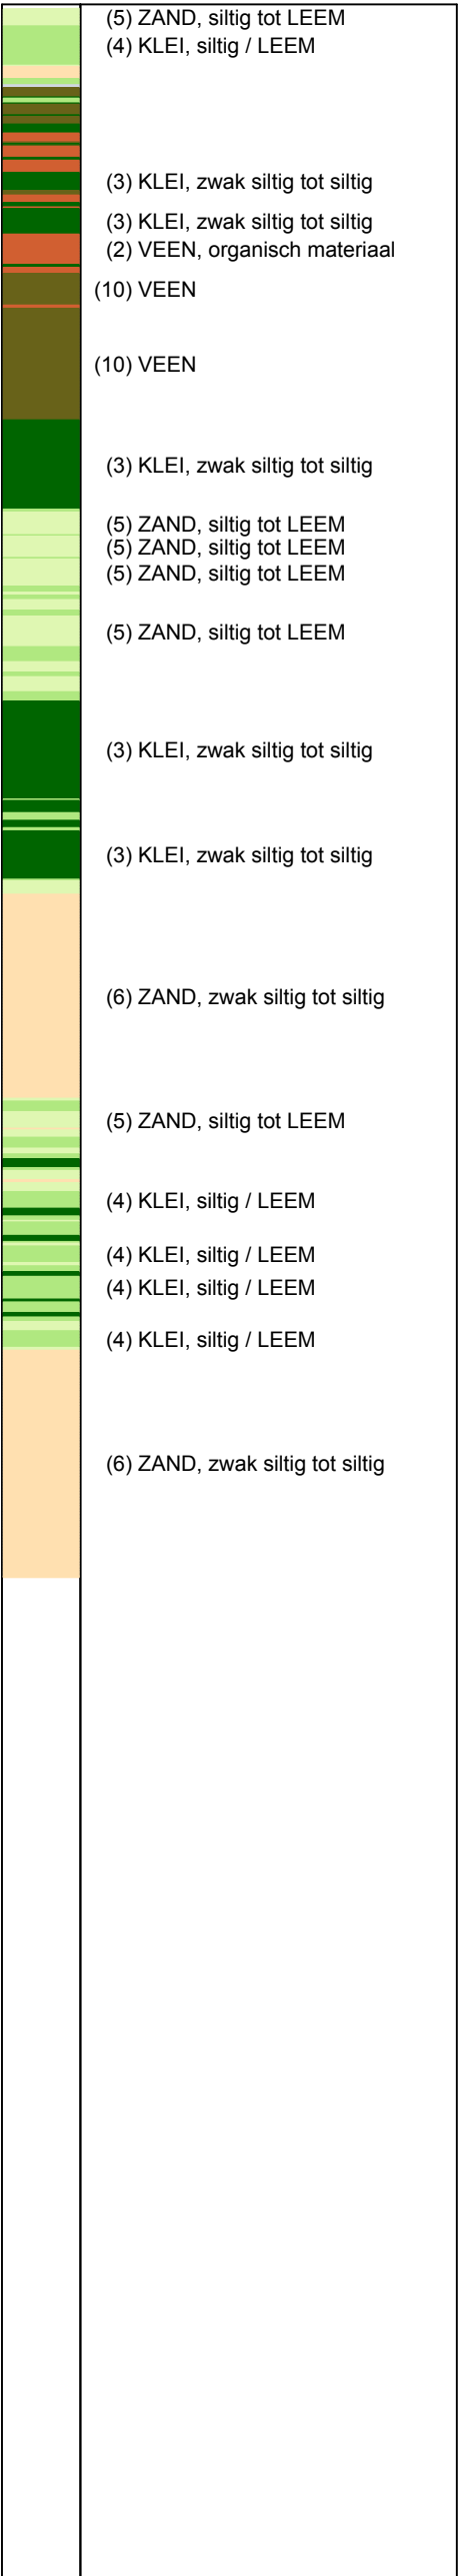 (5) ZAND, siltig tot LEEM
(4) KLEI, siltig / LEEM
(3) KLEI, zwak siltig tot siltig
(3) KLEI, zwak siltig tot siltig
(2) VEEN, organisch materiaal
(10) VEEN
(10) VEEN
(3) KLEI, zwak siltig tot siltig
(5) ZAND, siltig tot LEEM
(5) ZAND, siltig tot LEEM
(5) ZAND, siltig tot LEEM
(5) ZAND, siltig tot LEEM
(3) KLEI, zwak siltig tot siltig
(3) KLEI, zwak siltig tot siltig
(6) ZAND, zwak siltig tot siltig
(5) ZAND, siltig tot LEEM
(4) KLEI, siltig / LEEM
(4) KLEI, siltig / LEEM
(4) KLEI, siltig / LEEM
(4) KLEI, siltig / LEEM
(6) ZAND, zwak siltig tot siltig